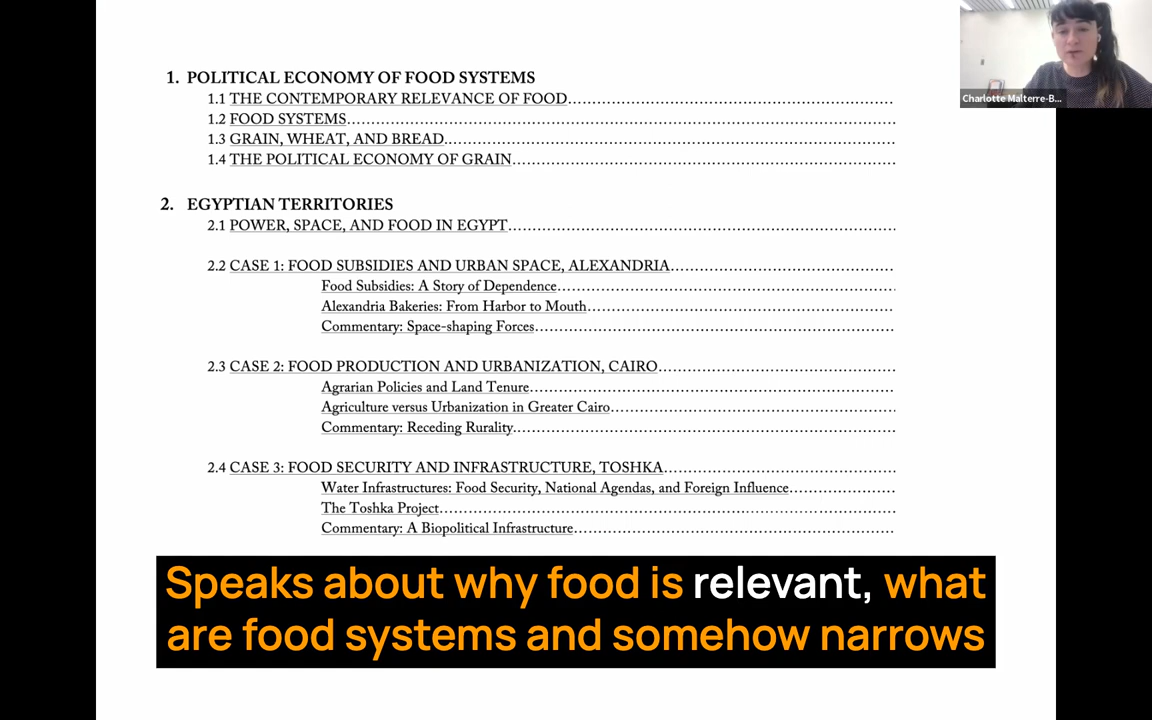 1. POLITICAL ECONOMY OF FOOD SYSTEMS
1.1 THE CONTEMPORARY RELEVANCE OF FOOD
1.2 FOOD SYSTEMS
1.3 GRAIN, WHEAT, AND BREAD
1.4 THE POLITICAL ECONOMY OF GRAIN
2. EGYPTIAN TERRITORIES
2.1 POWER, SPACE, AND FOOD IN EGYPT
2.2 CASE 1: FOOD SUBSIDIES AND URBAN SPACE, ALEXANDRIA
Food Subsidies: A Story of Dependence
Alexandria Bakeries: From Harbor to Mouth
Commentary: Space-shaping Forces
2.3 CASE 2: FOOD PRODUCTION AND URBANIZATION, CAIRO
Agrarian Policies and Land Tenure
Agriculture versus Urbanization in Greater Cairo
Commentary: Receding Rurality
2.4 CASE 3: FOOD SECURITY AND INFRASTRUCTURE, TOSHKA
Water Infrastructures: Food Security, National Agendas, and Foreign Influence
The Toshka Project
Commentary: A Biopolitical Infrastructure
Charlotte Malterre-B...
Speaks about why food is relevant, what
are food systems and somehow narrows